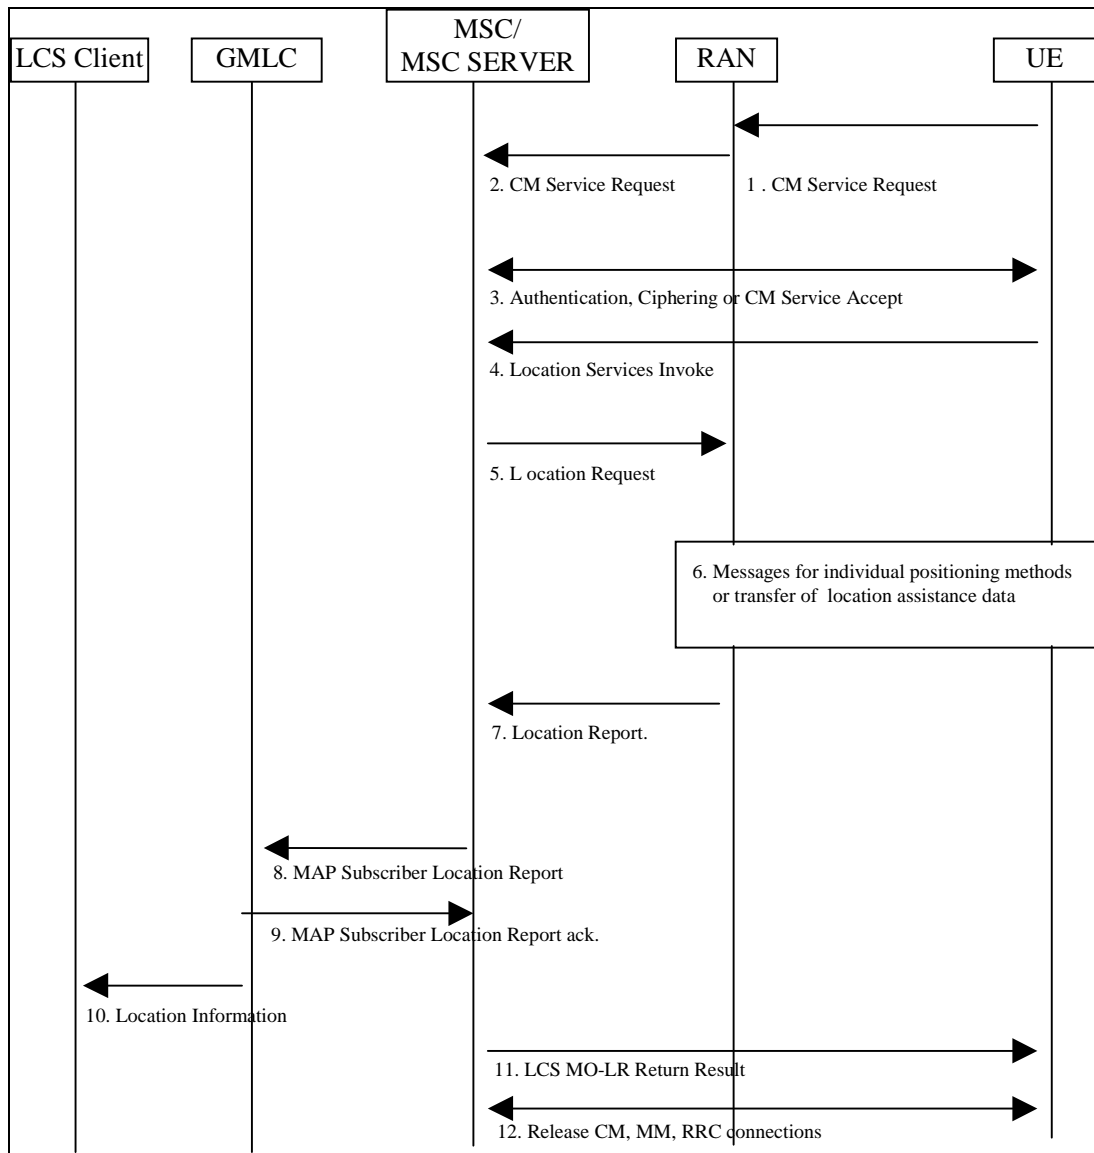 LCS Client
GMLC
MSC/
MSC SERVER
RAN
UE
2. CM Service Request
1 . CM Service Request
3. Authentication, Ciphering or CM Service Accept
4. Location Services Invoke
5. L ocation Request
6. Messages for individual positioning methods
or transfer of location assistance data
7. Location Report.
8. MAP Subscriber Location Report
9. MAP Subscriber Location Report ack.
10. Location Information
11. LCS MO-LR Return Result
12. Release CM, MM, RRC connections